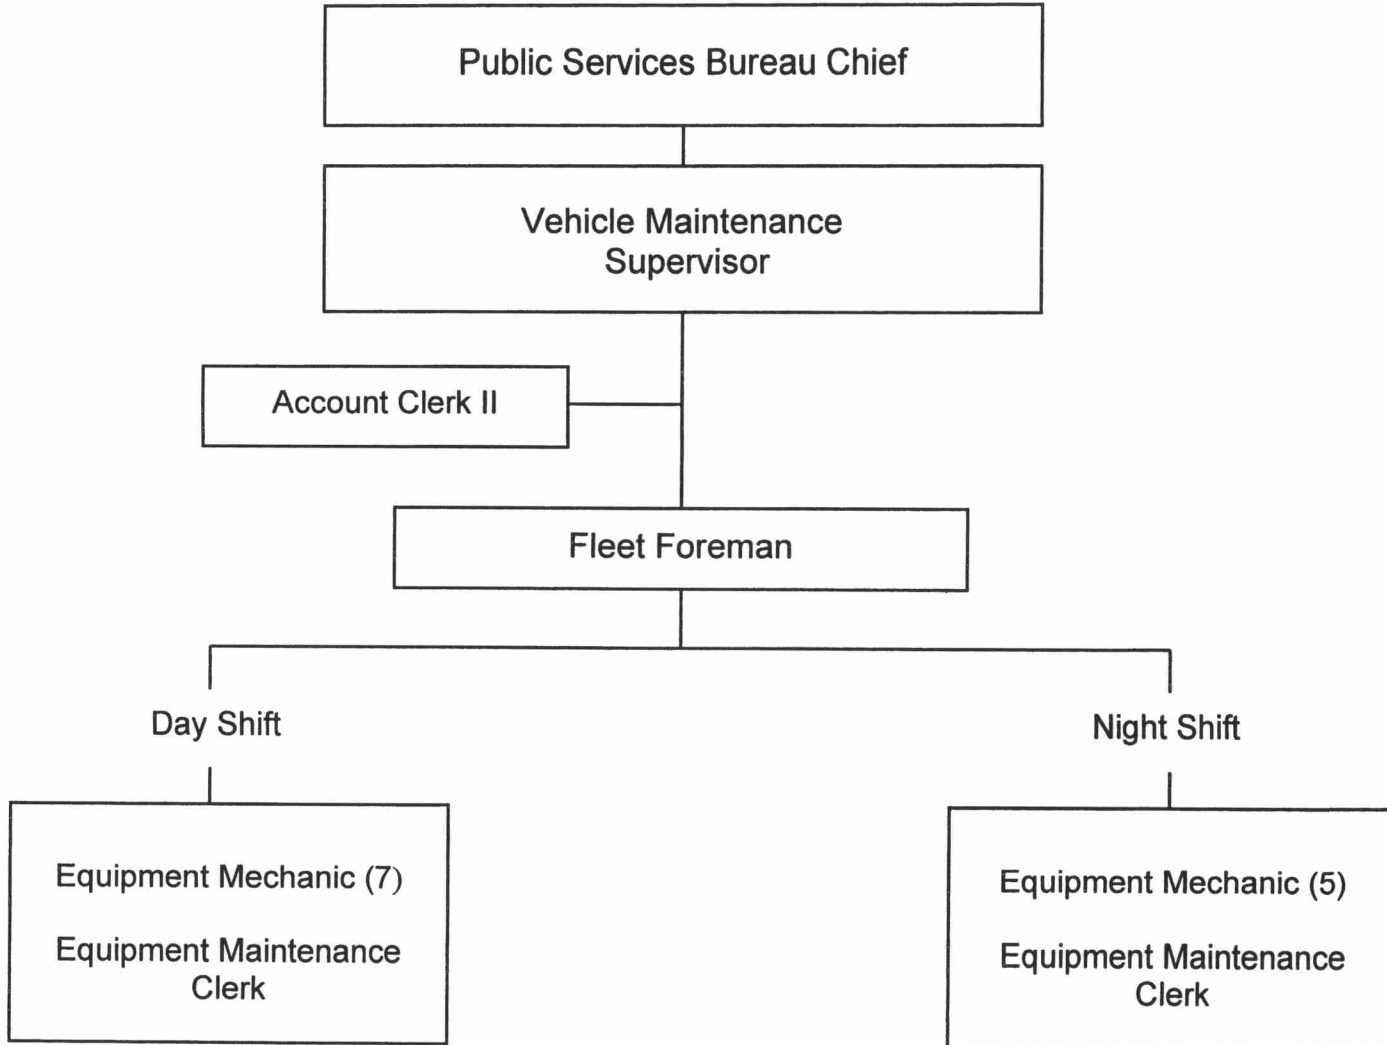 Public Services Bureau Chief
Vehicle Maintenance
Supervisor
Account Clerk II
Fleet Foreman
Day Shift
Night Shift
Equipment Mechanic (7)
Equipment Maintenance
Clerk
Equipment Mechanic (5)
Equipment Maintenance
Clerk